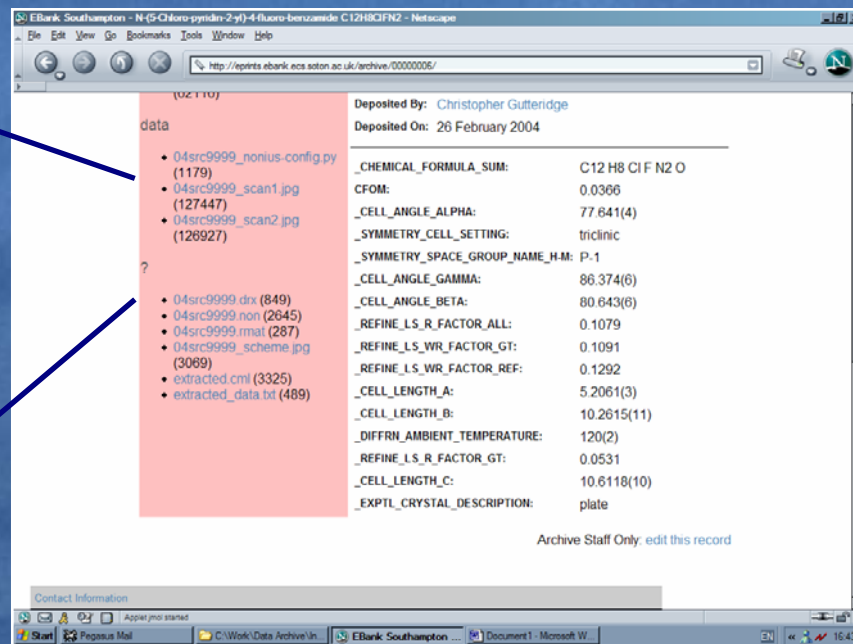 EBank Southampton - N-(5-Chloro-pyridin-2-yl)-4-fluoro-benzamide C12H8ClFN2 - Netscape
File Edit View Go Bookmarks Tools Window Help
http://eprints.ebank.ecs.soton.ac.uk/archive/00000006/
data
04src9999_nonius-config.py
(1179)
04src9999_scan1.jpg
(127447)
04src9999_scan2.jpg
(126927)
?
04src9999.drx (849)
04src9999.non (2645)
04src9999.rmat (287)
04src9999_scheme.jpg
(3069)
extracted.cml (3325)
extracted_data.txt (489)
Deposited By: Christopher Gutteridge
Deposited On: 26 February 2004
_CHEMICAL_FORMULA_SUM: C12 H8 Cl F N2 O
CFOM: 0.0366
_CELL_ANGLE_ALPHA: 77.641(4)
_SYMMETRY_CELL_SETTING: triclinic
_SYMMETRY_SPACE_GROUP_NAME_H-M: P-1
_CELL_ANGLE_GAMMA: 86.374(6)
_CELL_ANGLE_BETA: 80.643(6)
_REFINE_LS_R_FACTOR_ALL: 0.1079
_REFINE_LS_WR_FACTOR_GT: 0.1091
_REFINE_LS_WR_FACTOR_REF: 0.1292
_CELL_LENGTH_A: 5.2061(3)
_CELL_LENGTH_B: 10.2615(11)
_DIFFRN_AMBIENT_TEMPERATURE: 120(2)
_REFINE_LS_R_FACTOR_GT: 0.0531
_CELL_LENGTH_C: 10.6118(10)
_EXPTL_CRYSTAL_DESCRIPTION: plate
Archive Staff Only: edit this record
Contact Information
Applet jmol started
Start Pegasus Mail C:\Work\Data Archive\In... EBank Southampton ... Document1 - Microsoft W... EN